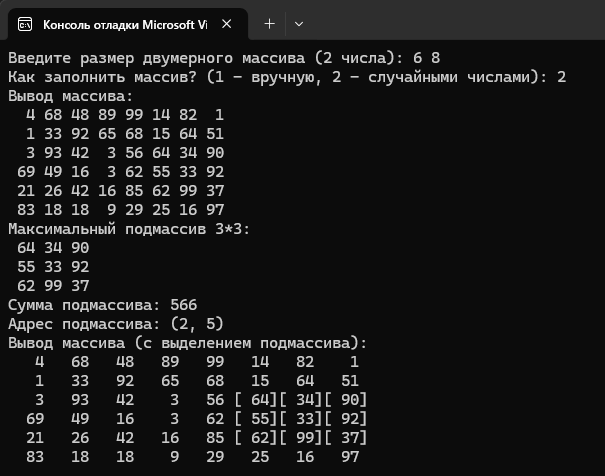 Консоль отладки Microsoft Vi
Введите размер двумерного массива (2 числа): 6 8
Как заполнить массив? (1 - вручную, 2 - случайными числами): 2
Вывод массива:
4 68 48 89 99 14 82 1
1 33 92 65 68 15 64 51
3 93 42 3 56 64 34 90
69 49 16 3 62 55 33 92
21 26 42 16 85 62 99 37
83 18 18 9 29 25 16 97
Максимальный подмассив 3*3:
64 34 90
55 33 92
62 99 37
Сумма подмассива: 566
Адрес подмассива: (2, 5)
Вывод массива (с выделением подмассива):
4 68 48 89 99 14 82 1
1 33 92 65 68 15 64 51
3 93 42 3 56 [ 64][ 34][ 90]
69 49 16 3 62 [ 55][ 33][ 92]
21 26 42 16 85 [ 62][ 99][ 37]
83 18 18 9 29 25 16 97